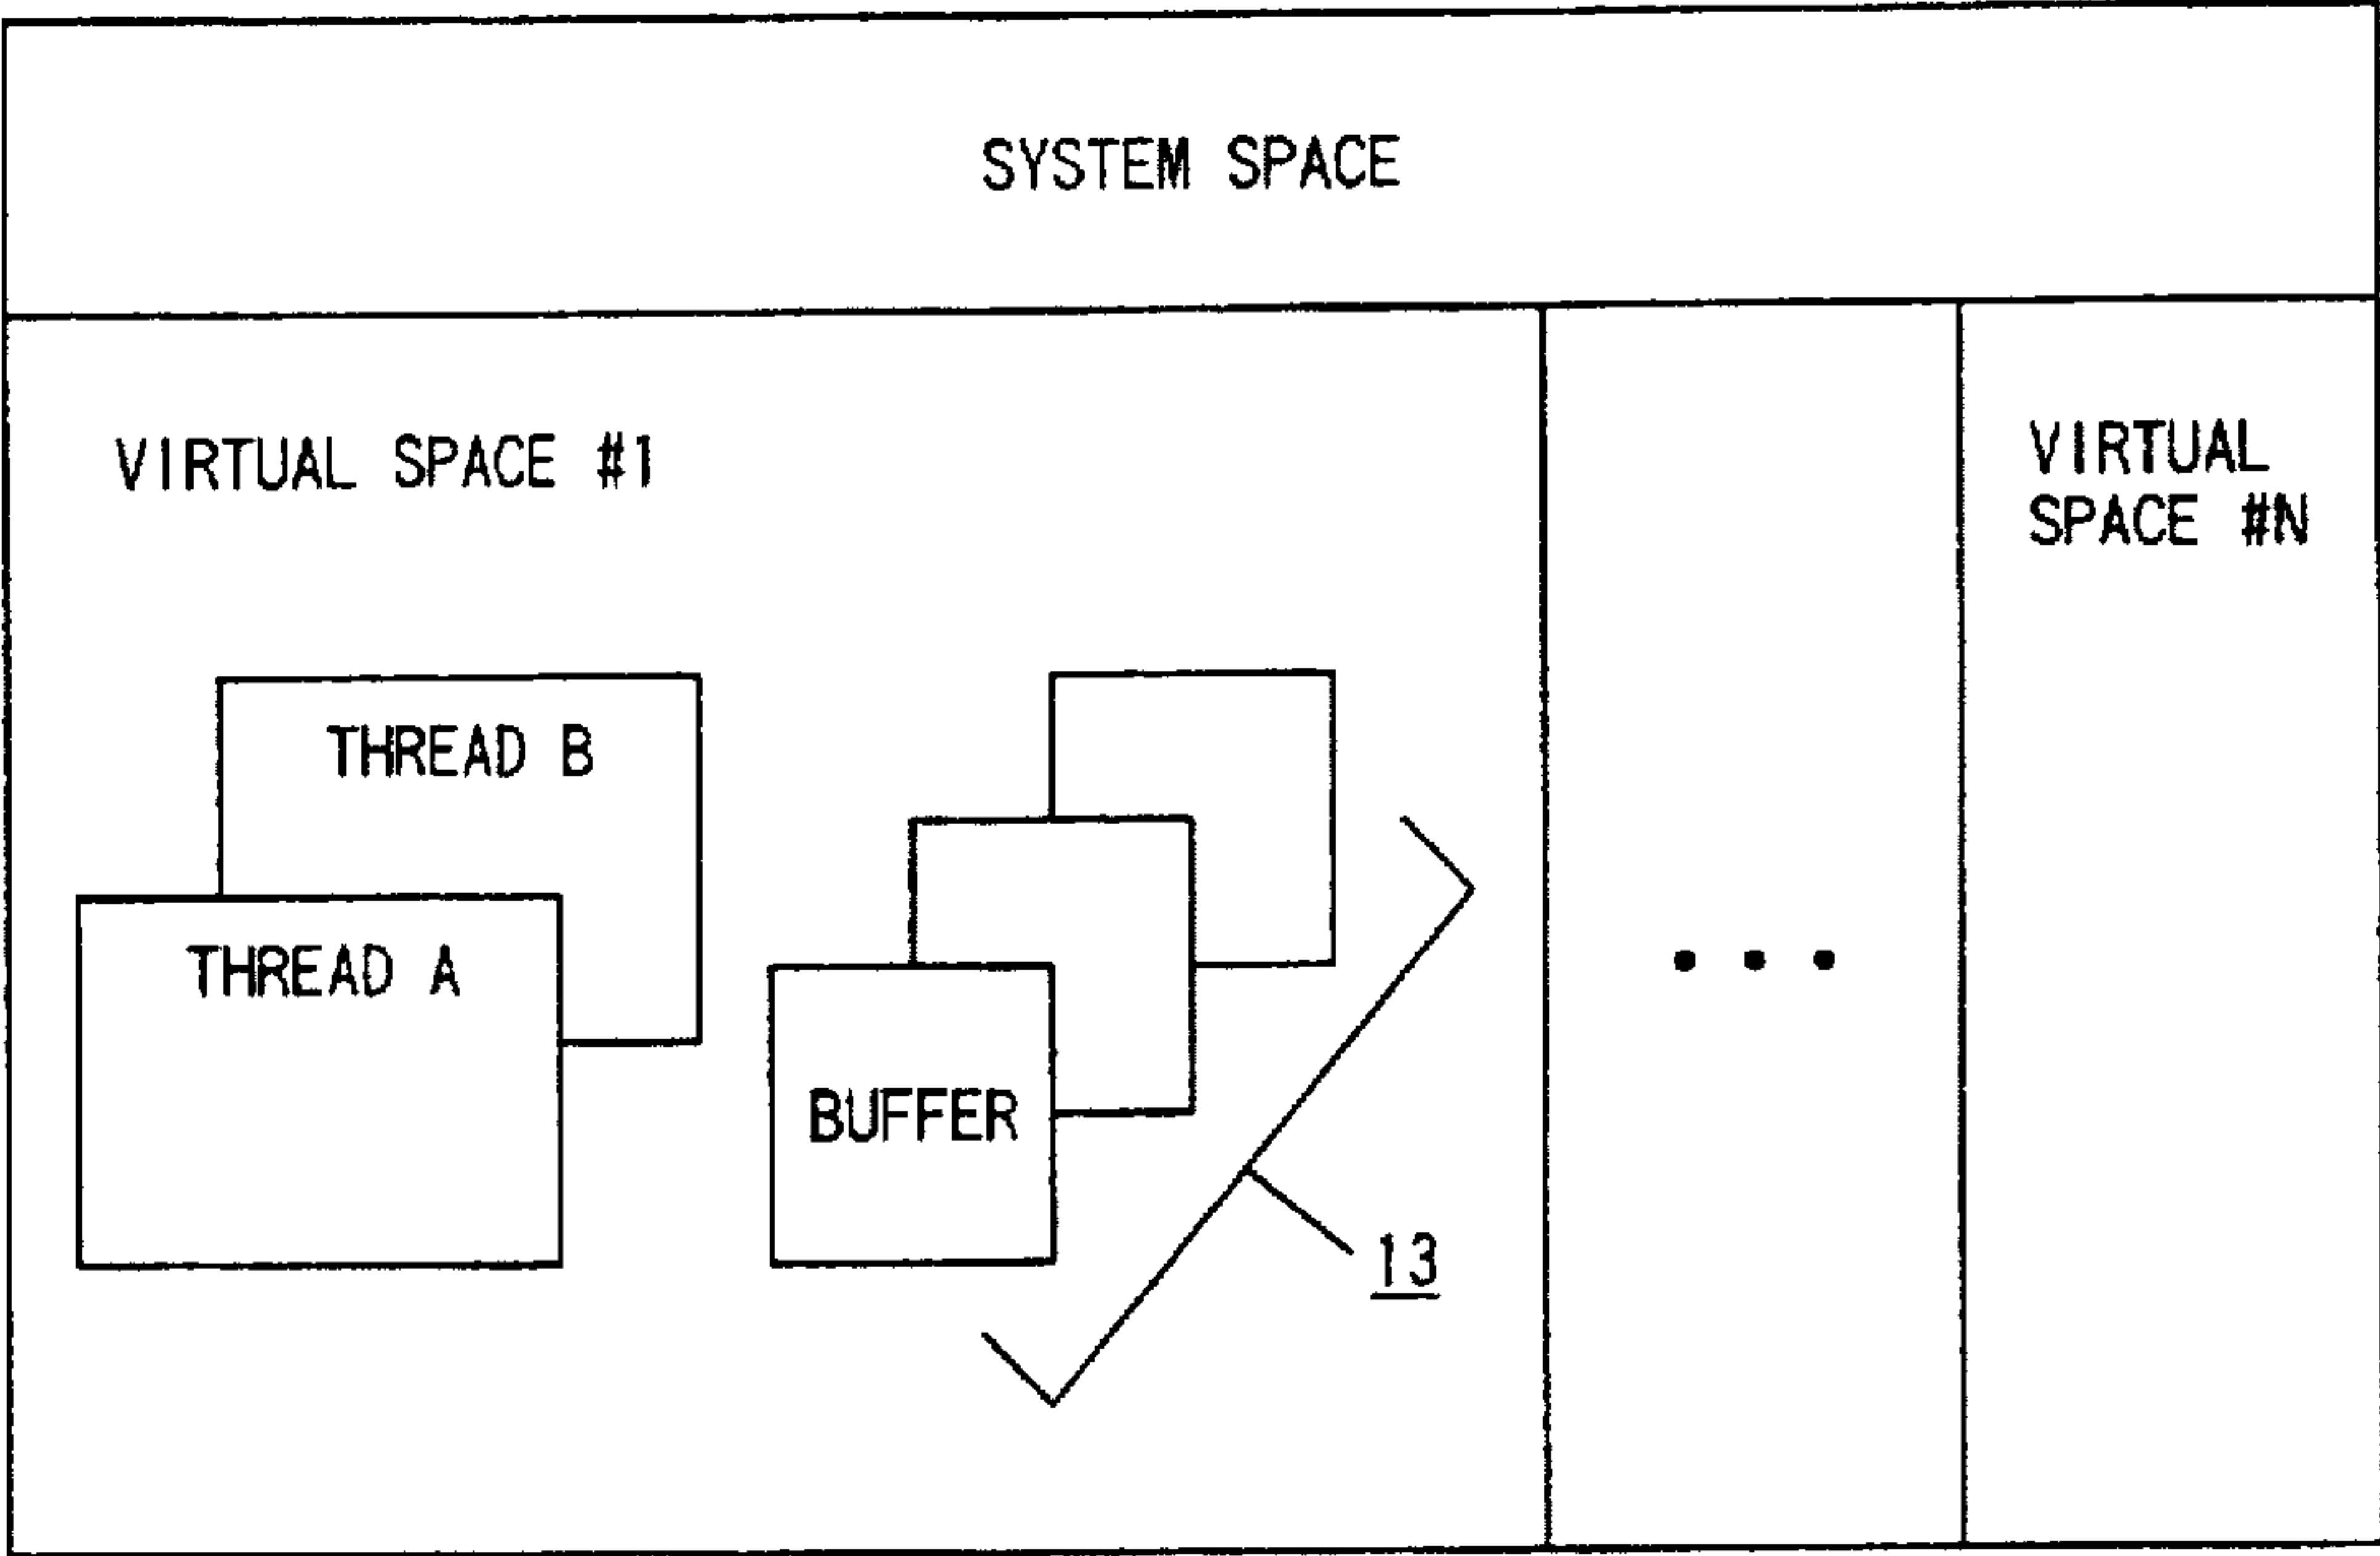 SYSTEM SPACE
VIRTUAL SPACE #1
VIRTUAL
SPACE #N
THREAD B
THREAD A
BUFFER
13